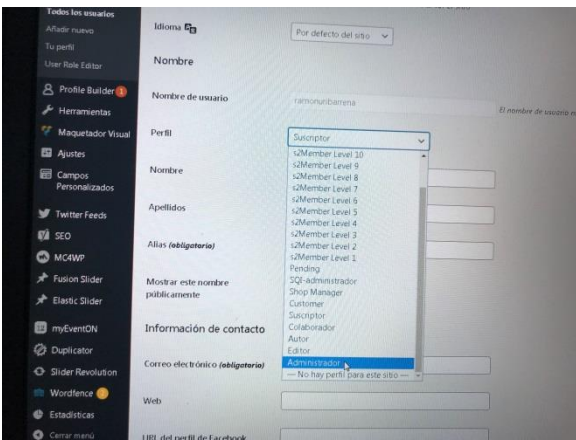 Todos los usuarios
Añadir nuevo
Tu perfil
User Role Editor
Profile Builder 1
Herramientas
Maquetador Visual
Ajustes
Campos
Personalizados
Twitter Feeds
SEO
MC4WP
Fusion Slider
Elastic Slider
myEventON
Duplicator
Slider Revolution
Wordfence 2
Estadísticas
Cerrar menú
Idioma
Por defecto del sitio
Nombre
Nombre de usuario
ramonuribarrena
El nombre de usuario
Perfil
Suscriptor
s2Member Level 10
s2Member Level 9
s2Member Level 8
s2Member Level 7
s2Member Level 6
s2Member Level 5
s2Member Level 4
s2Member Level 3
s2Member Level 2
s2Member Level 1
Pending
SQI-administrador
Shop Manager
Customer
Suscriptor
Colaborador
Autor
Editor
Administrador
— No hay perfil para este sitio —
Nombre
Apellidos
Alias (obligatorio)
Mostrar este nombre
públicamente
Información de contacto
Correo electrónico (obligatorio)
Web
URL del perfil de Facebook